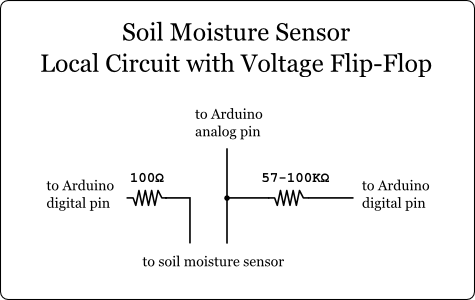 Soil Moisture Sensor
Local Circuit with Voltage Flip-Flop
to Arduino
analog pin
100Ω
57-100KΩ
to Arduino
digital pin
to Arduino
digital pin
to soil moisture sensor